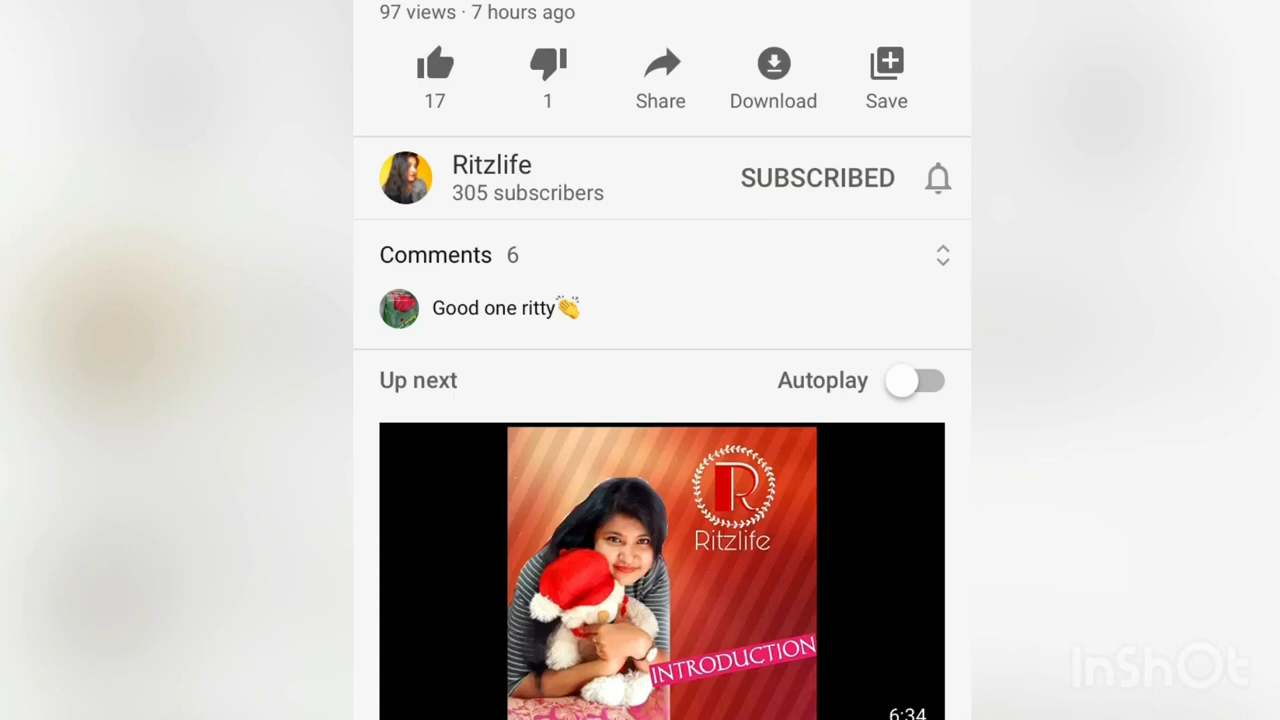 97 views · 7 hours ago
17
1
Share
Download
Save
Ritzlife
305 subscribers
SUBSCRIBED
Comments 6
Good one ritty👏
Up next
Autoplay
R
Ritzlife
INTRODUCTION
6:34
InShOt